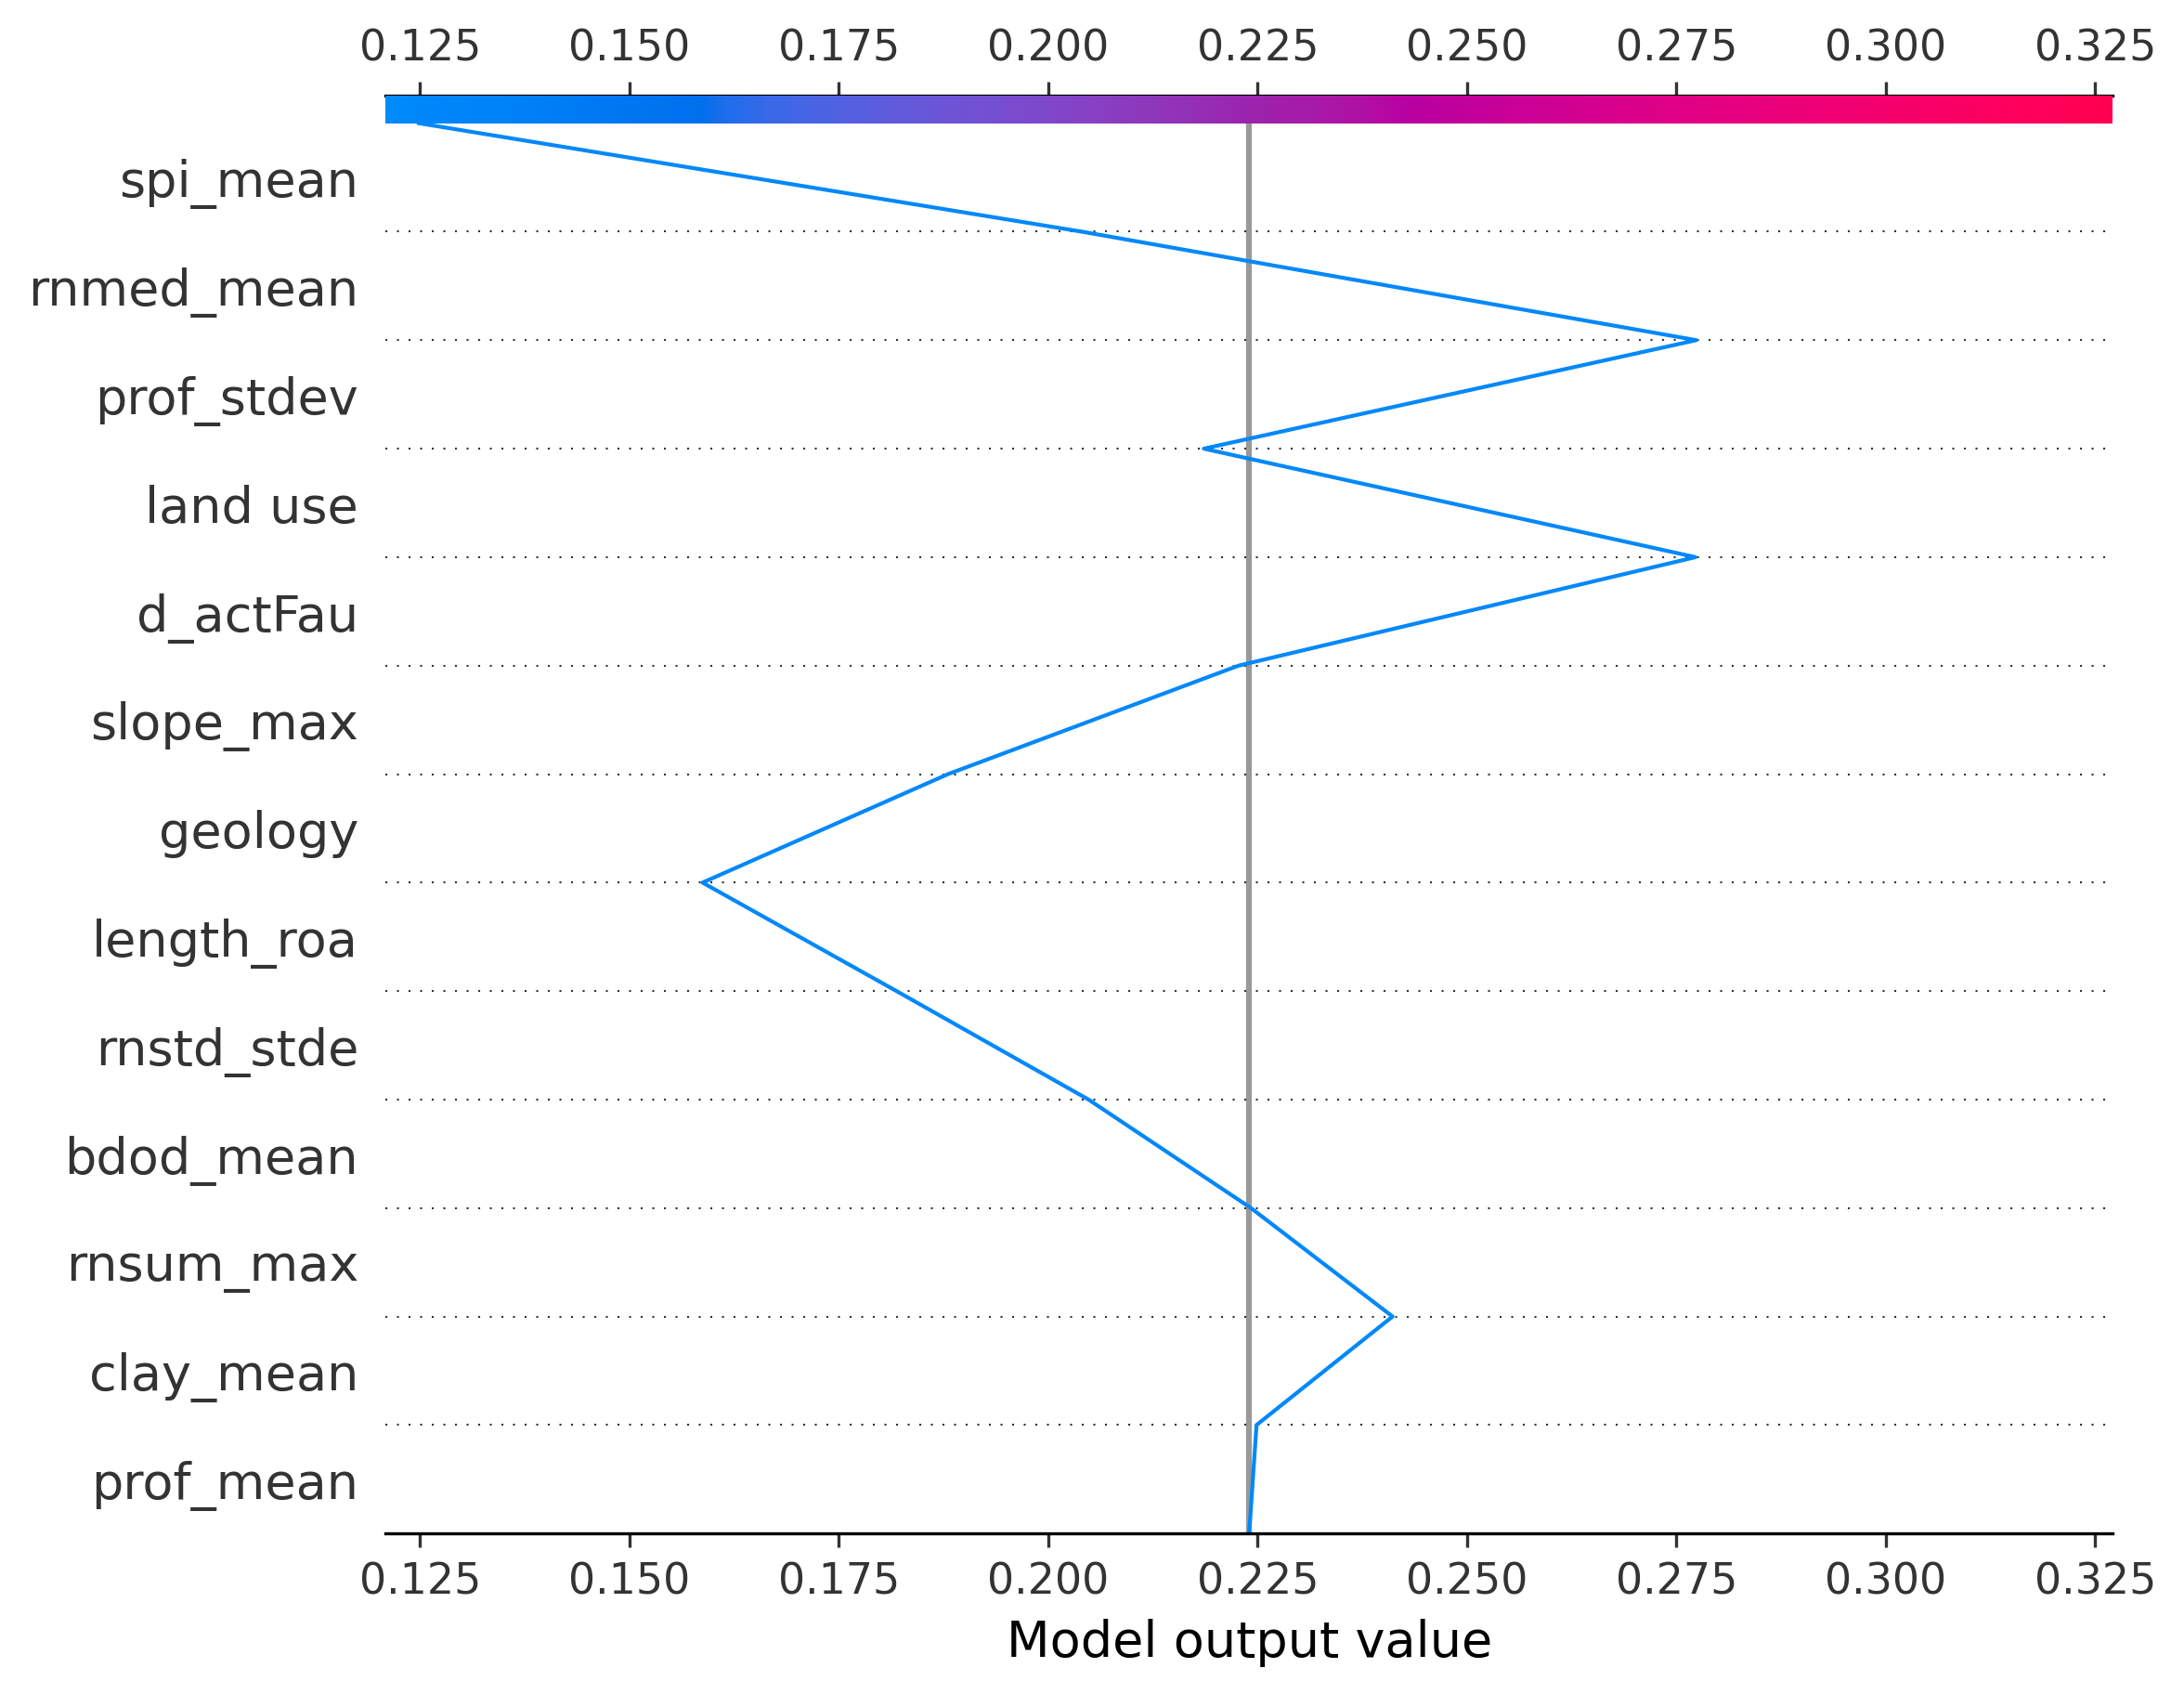 0.125 0.150 0.175 0.200 0.225 0.250 0.275 0.300 0.325
spi_mean
rnmed_mean
prof_stdev
land use
d_actFau
slope_max
geology
length_roa
rnstd_stde
bdod_mean
rnsum_max
clay_mean
prof_mean
0.125 0.150 0.175 0.200 0.225 0.250 0.275 0.300 0.325
Model output value